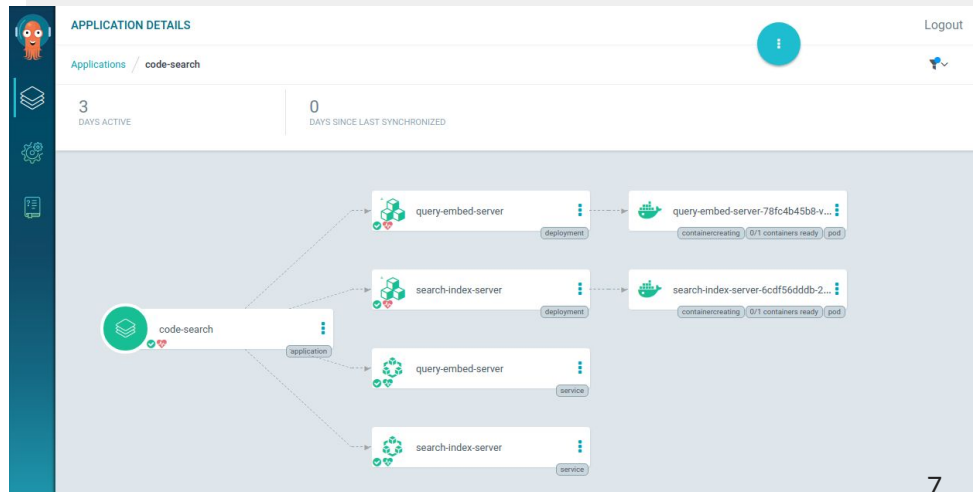 APPLICATION DETAILS
Logout
Applications / code-search
3
DAYS ACTIVE
0
DAYS SINCE LAST SYNCHRONIZED
query-embed-server
deployment
query-embed-server-78fc4b45b8-v...
containercreating 0/1 containers ready pod
search-index-server
deployment
search-index-server-6cdf56dddb-2...
containercreating 0/1 containers ready pod
code-search
application
query-embed-server
service
search-index-server
service
7